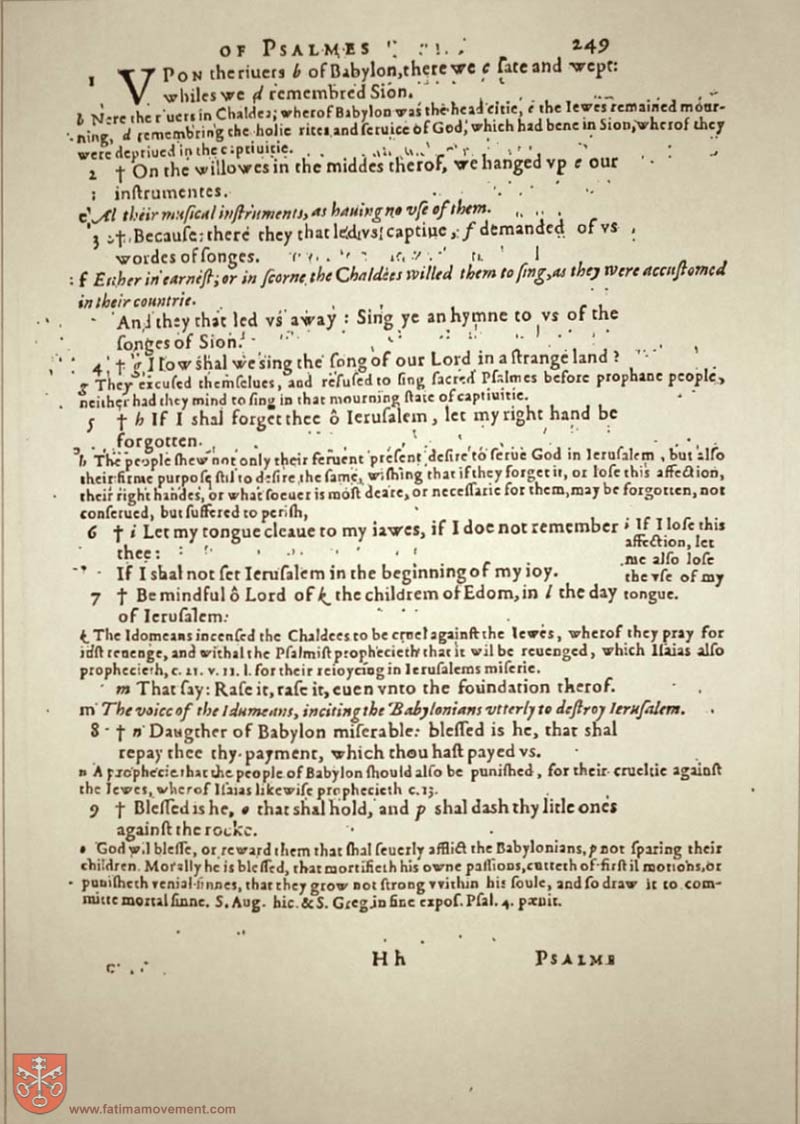 OF PSALMES 249
1 VPON the riuers b of Babylon, there we c ſate and wept:
whiles we d remembred Sion.
b Nere the riuers in Chaldea; wherof Babylon was the head citie, c the Iewes remained mour-
ning, d remembring the holie rites and ſeruice of God, which had bene in Sion, wherof they
were depriued in the captiuitie.
2 † On the willowes in the middes therof, we hanged vp e our
inſtrumentes.
e Al their muſical inſtruments, as hauing no vſe of them.
3 † Becauſe there they that led vs captiue, f demanded of vs
wordes of ſonges.
f Either in earneſt; or in ſcorne the Chaldees willed them to ſing, as they were accuſtomed
in their countrie.
And they that led vs away: Sing ye an hymne to vs of the
ſonges of Sion.
4 † g How shal we sing the ſong of our Lord in a ſtrange land?
g They excuſed themſelues, and refuſed to ſing ſacred Pſalmes before prophane people,
neither had they mind to ſing in that mourning ſtate of captiuitie.
5 † h If I shal forget thee ô Ieruſalem, let my right hand be
forgotten.
h The people ſhew not only their feruent preſent deſire to ſerue God in Ieruſalem, but alſo
their firme purpoſe ſtil to deſire the ſame, wiſhing that if they forget it, or loſe this affection,
their right handes, or what ſoeuer is moſt deare, or neceſſarie for them, may be forgotten, not
conſerued, but ſuffered to periſh,
6 † i Let my tongue cleaue to my iawes, if I doe not remember
thee:
If I shal not ſet Ieruſalem in the beginning of my ioy.
i If I loſe this
affection, let
me alſo loſe
the vſe of my
tongue.
7 † Be mindful ô Lord of k the childrem of Edom, in l the day
of Ieruſalem:
k The Idomeans incenſed the Chaldees to be cruel againſt the Iewes, wherof they pray for
iuſt reuenge, and withal the Pſalmiſt prophecieth that it wil be reuenged, which Iſaias alſo
prophecieth, c. 21. v. 11. l. for their reioycing in Ieruſalems miſerie.
m That ſay: Raſe it, raſe it, euen vnto the foundation therof.
m The voice of the Idumeans, inciting the Babylonians vtterly to deſtroy Ieruſalem.
8 † n Daugther of Babylon miſerable: bleſſed is he, that shal
repay thee thy payment, which thou haſt payed vs.
n A prophecie that the people of Babylon ſhould alſo be puniſhed, for their crueltie againſt
the Iewes, wherof Iſaias likewiſe prophecieth c. 13.
9 † Bleſſed is he, o that shal hold, and p shal dash thy litle ones
againſt the rocke.
o God wil bleſſe, or reward them that ſhal ſeuerly afflict the Babylonians, p not ſparing their
children. Morally he is bleſſed, that mortifieth his owne paſſions, cutteth of firſt il motions, or
puniſheth venial ſinnes, that they grow not ſtrong vvithin his ſoule, and ſo draw it to com-
mitte mortal ſinne. S. Aug. hic. & S. Greg. in fine expoſ. Pſal. 4. pænit.
H h PSALME
www.fatimamovement.com